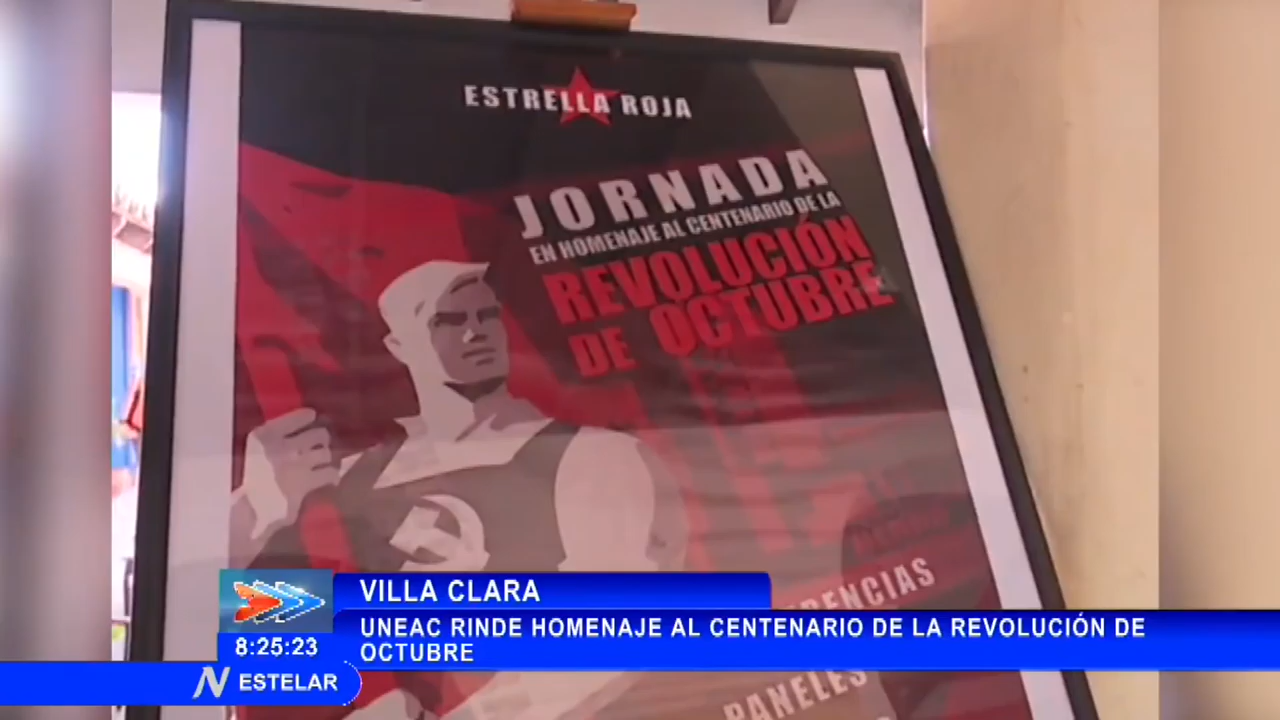 ESTRELLA ROJA
JORNADA
EN HOMENAJE AL CENTENARIO DE LA
REVOLUCIÓN
DE OCTUBRE
PANELES
VILLA CLARA
UNEAC RINDE HOMENAJE AL CENTENARIO DE LA REVOLUCIÓN DE
OCTUBRE
8:25:23
N ESTELAR